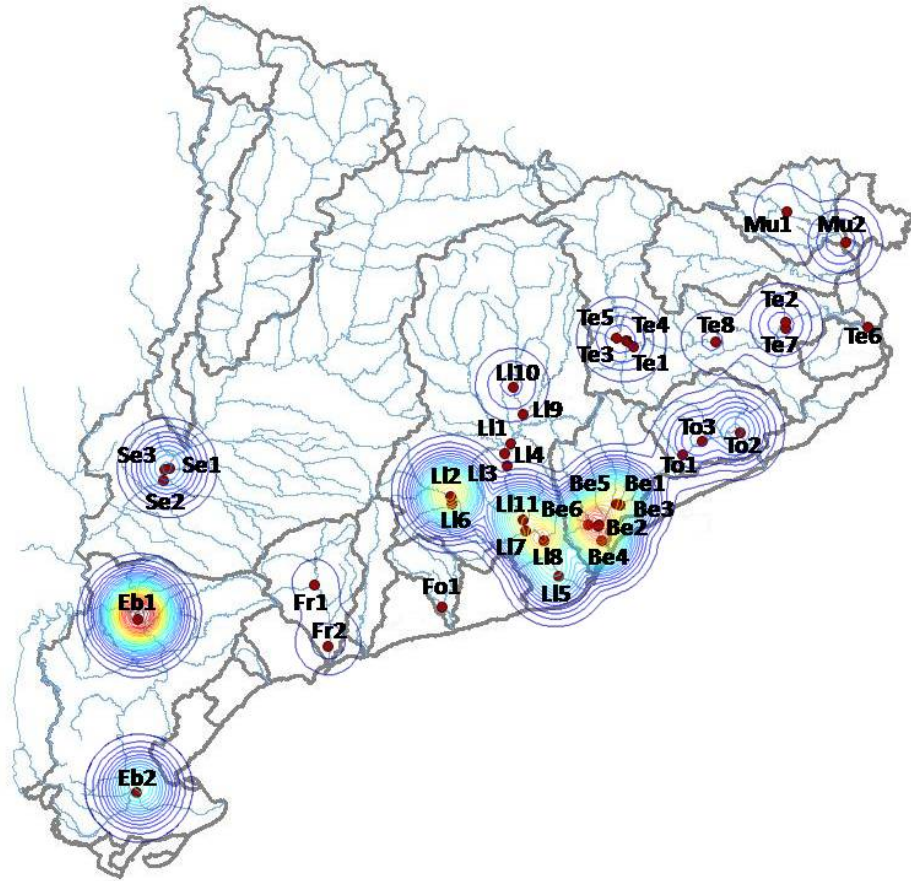 Mu1
Mu2
Te2
Te5
Te4
Te8
Te6
Te7
Te3
Te1
Ll10
Ll9
To3
Ll1
To2
Ll4
To1
Se3
Se1
Ll3
Ll2
Be5
Be1
Se2
Ll11
Be6
Be3
Ll6
Be2
Ll7
Ll8
Be4
Ll5
Fo1
Eb1
Fr1
Fr2
Eb2